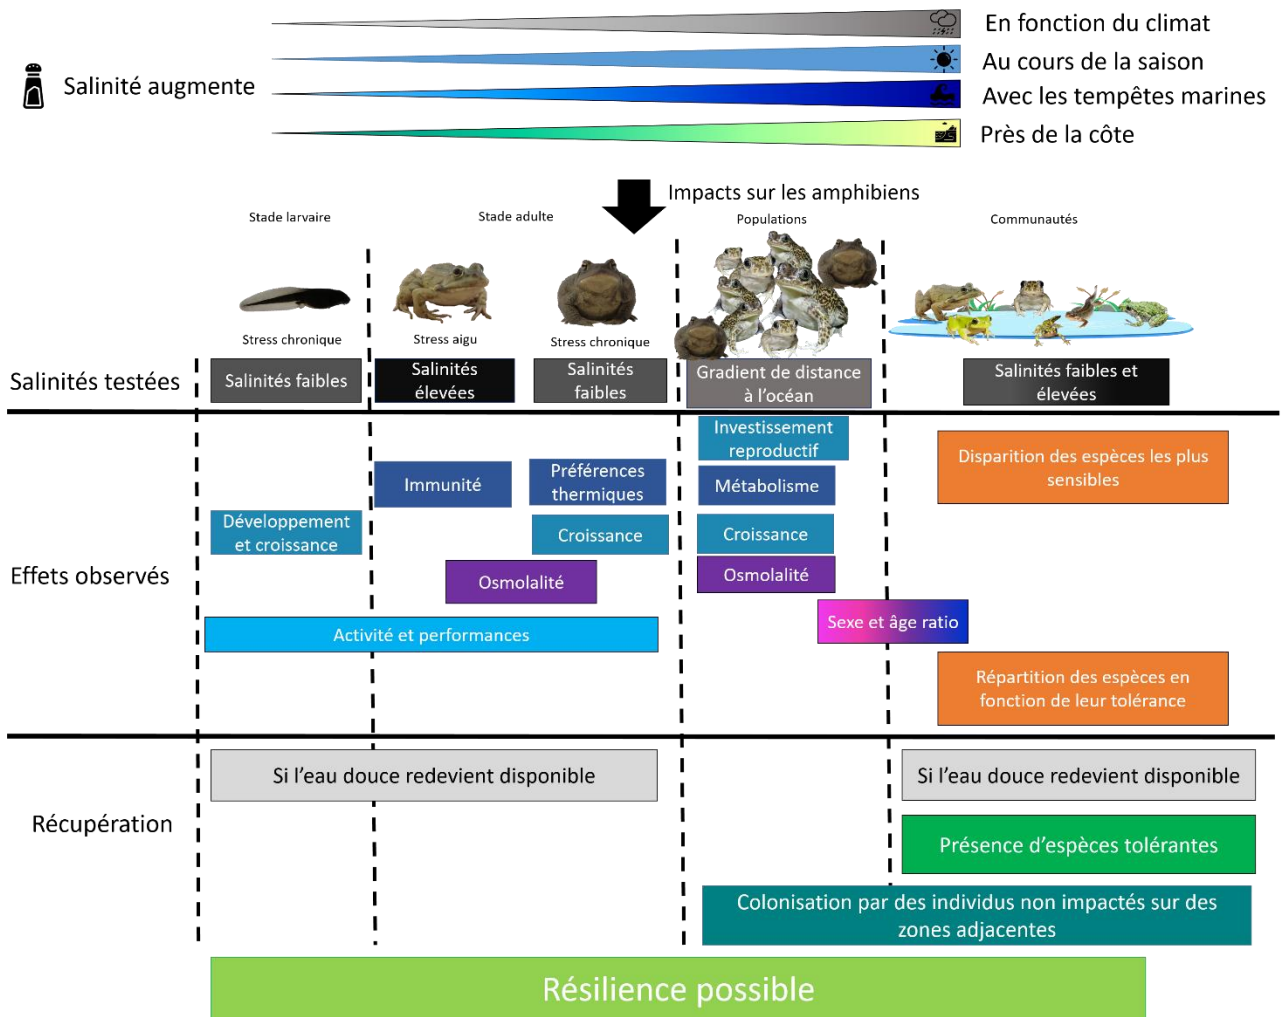 En fonction du climat
Au cours de la saison
Salinité augmente
Avec les tempêtes marines
Près de la côte
Impacts sur les amphibiens
Stade larvaire
Stade adulte
Populations
Communautés
Stress chronique
Stress aigu
Stress chronique
Salinités testées
Salinités faibles
Salinités
élevées
Salinités
faibles
Gradient de distance
à l'océan
Salinités faibles et
élevées
Effets observés
Investissement
reproductif
Disparition des espèces les plus
sensibles
Immunité
Préférences
thermiques
Métabolisme
Développement
et croissance
Croissance
Croissance
Osmolalité
Osmolalité
Sexe et âge ratio
Activité et performances
Répartition des espèces en
fonction de leur tolérance
Récupération
Si l'eau douce redevient disponible
Si l'eau douce redevient disponible
Présence d'espèces tolérantes
Colonisation par des individus non impactés sur des
zones adjacentes
Résilience possible